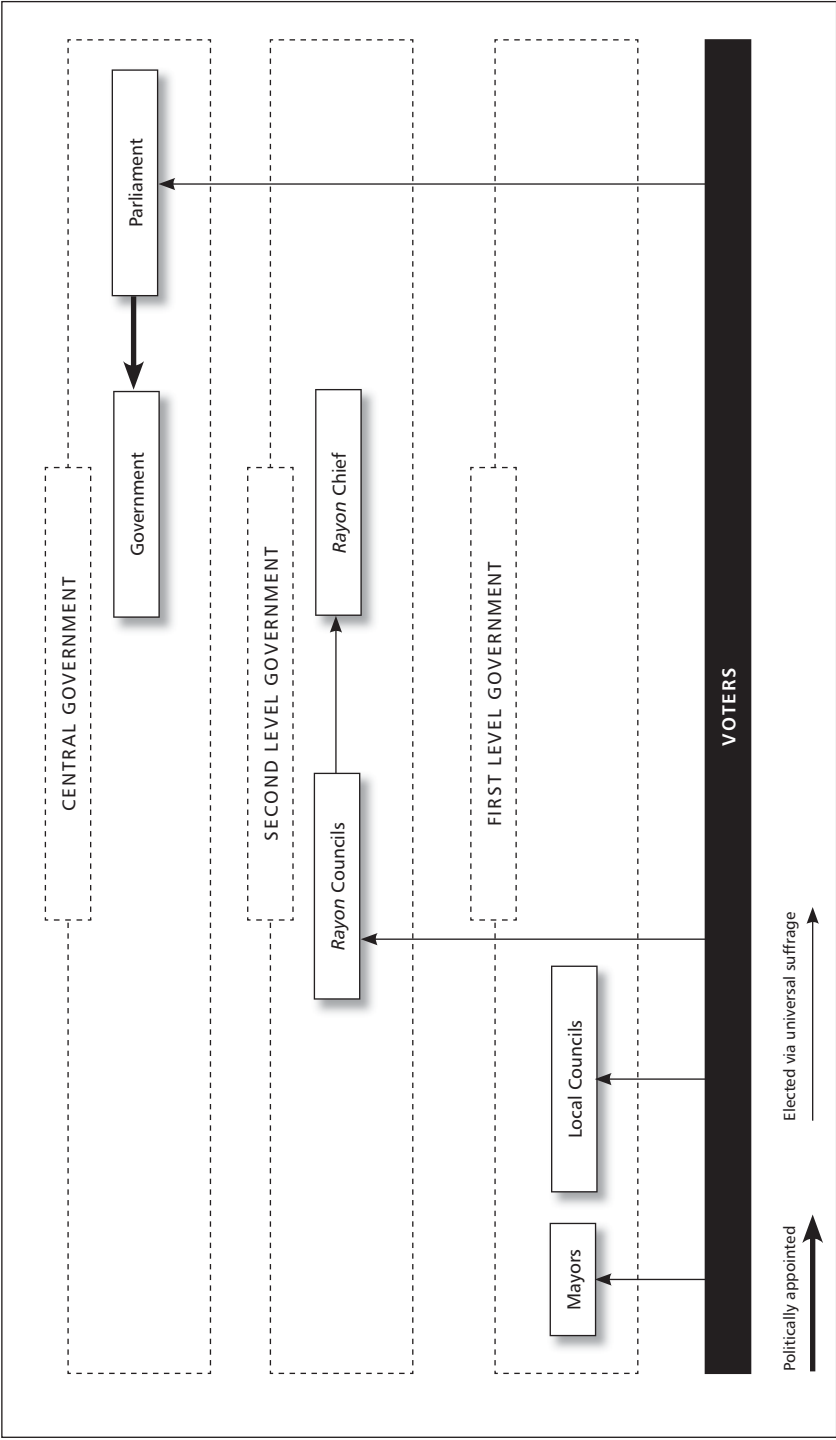 CENTRAL GOVERNMENT
Government
Parliament
SECOND LEVEL GOVERNMENT
Rayon Councils
Rayon Chief
FIRST LEVEL GOVERNMENT
Mayors
Local Councils
VOTERS
Politically appointed
Elected via universal suffrage